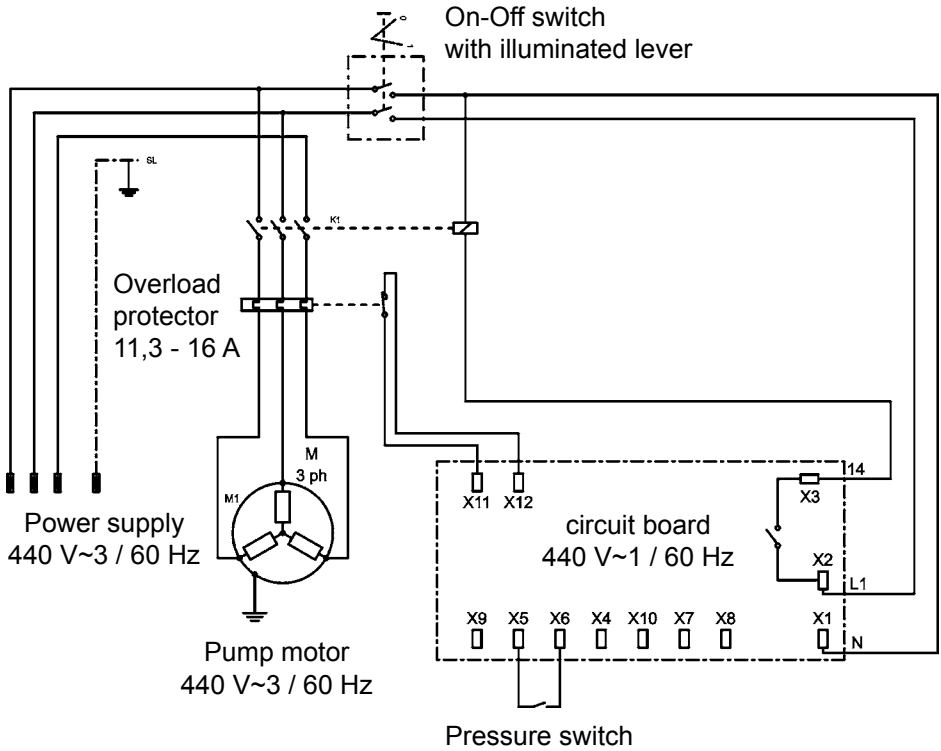 On-Off switch
with illuminated lever
SL
K1
Overload
protector
11,3 - 16 A
M
3 ph
M1
14
X11
X12
X3
Power supply
440 V~3 / 60 Hz
circuit board
440 V~1 / 60 Hz
X2
L1
X9
X5
X6
X4
X10
X7
X8
X1
N
Pump motor
440 V~3 / 60 Hz
Pressure switch